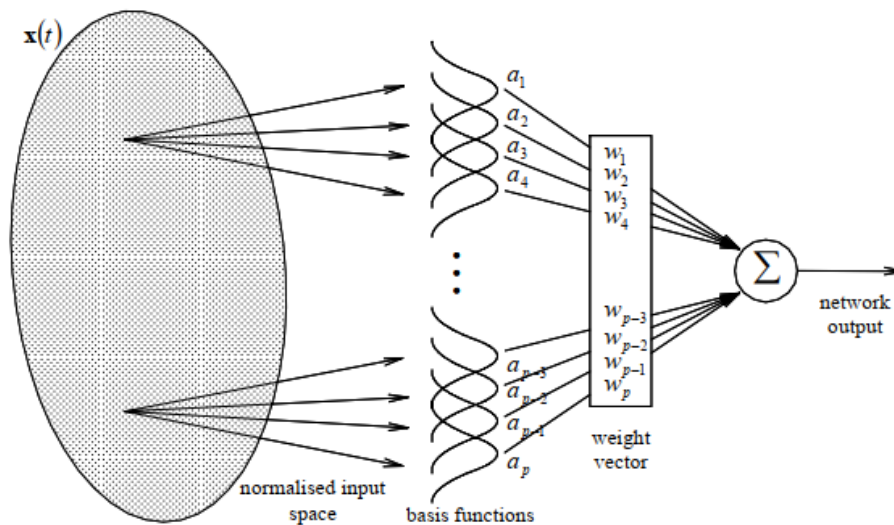 x(t)
a₁
a₂
a₃
a₄
w₁
w₂
w₃
w₄
Σ
network
output
wₚ₋₃
wₚ₋₂
wₚ₋₁
wₚ
aₚ₋₃
aₚ₋₂
aₚ₋₁
aₚ
weight
vector
normalised input
space
basis functions